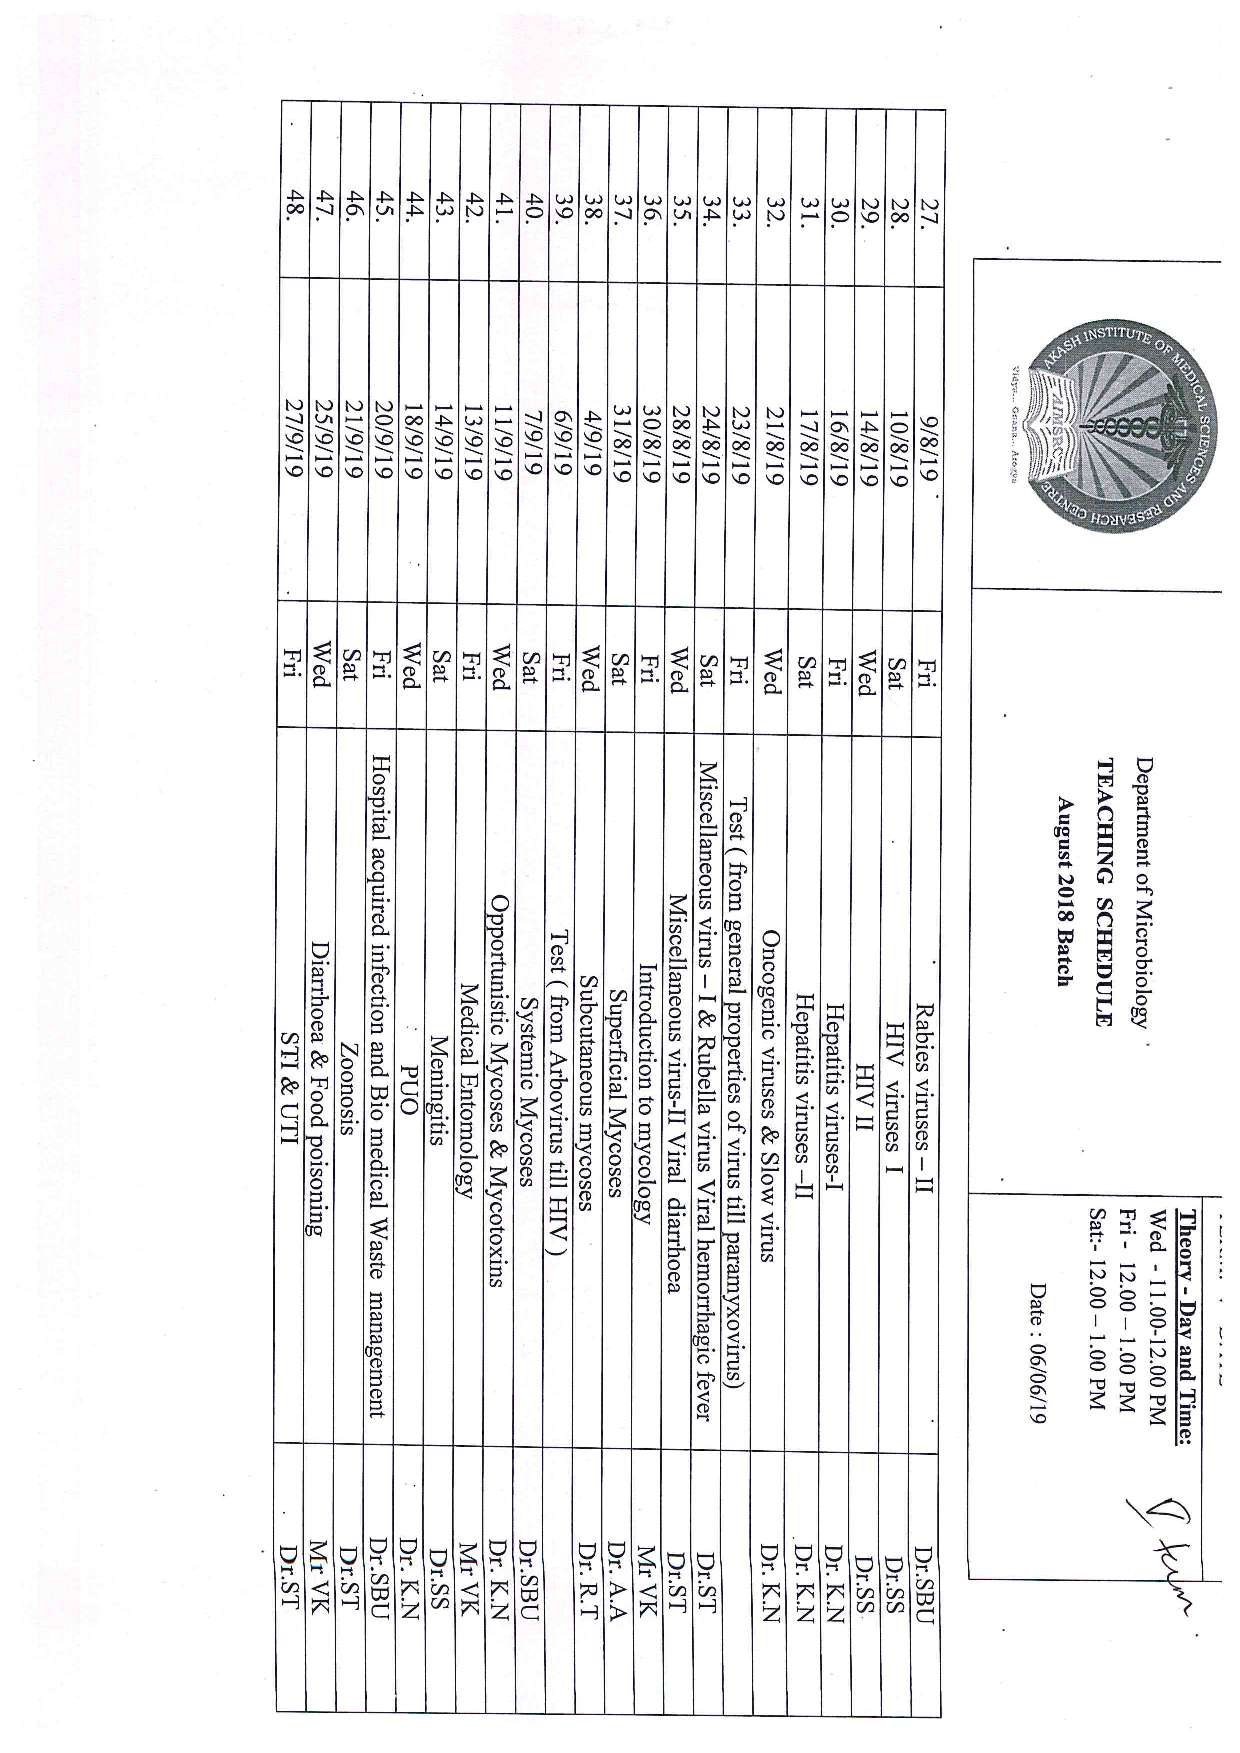 AKASH INSTITUTE OF MEDICAL SCIENCES AND RESEARCH CENTRE
AIMSRC
Vidya... Gnana... Arogya
Department of Microbiology
TEACHING SCHEDULE
August 2018 Batch
Theory - Day and Time:
Wed - 11.00-12.00 PM
Fri - 12.00 – 1.00 PM
Sat:- 12.00 – 1.00 PM
Date : 06/06/19
27. 9/8/19 Fri Rabies viruses – II Dr.SBU
28. 10/8/19 Sat HIV viruses I Dr.SS
29. 14/8/19 Wed HIV II Dr.SS
30. 16/8/19 Fri Hepatitis viruses-I Dr. K.N
31. 17/8/19 Sat Hepatitis viruses –II Dr. K.N
32. 21/8/19 Wed Oncogenic viruses & Slow virus Dr. K.N
33. 23/8/19 Fri Test ( from general properties of virus till paramyxovirus)
34. 24/8/19 Sat Miscellaneous virus – I & Rubella virus Viral hemorrhagic fever Dr.ST
35. 28/8/19 Wed Miscellaneous virus-II Viral diarrhoea Dr.ST
36. 30/8/19 Fri Introduction to mycology Mr VK
37. 31/8/19 Sat Superficial Mycoses Dr. A.A
38. 4/9/19 Wed Subcutaneous mycoses Dr. R.T
39. 6/9/19 Fri Test ( from Arbovirus till HIV )
40. 7/9/19 Sat Systemic Mycoses Dr.SBU
41. 11/9/19 Wed Opportunistic Mycoses & Mycotoxins Dr. K.N
42. 13/9/19 Fri Medical Entomology Mr VK
43. 14/9/19 Sat Meningitis Dr.SS
44. 18/9/19 Wed PUO Dr. K.N
45. 20/9/19 Fri Hospital acquired infection and Bio medical Waste management Dr.SBU
46. 21/9/19 Sat Zoonosis Dr.ST
47. 25/9/19 Wed Diarrhoea & Food poisoning Mr VK
48. 27/9/19 Fri STI & UTI Dr.ST